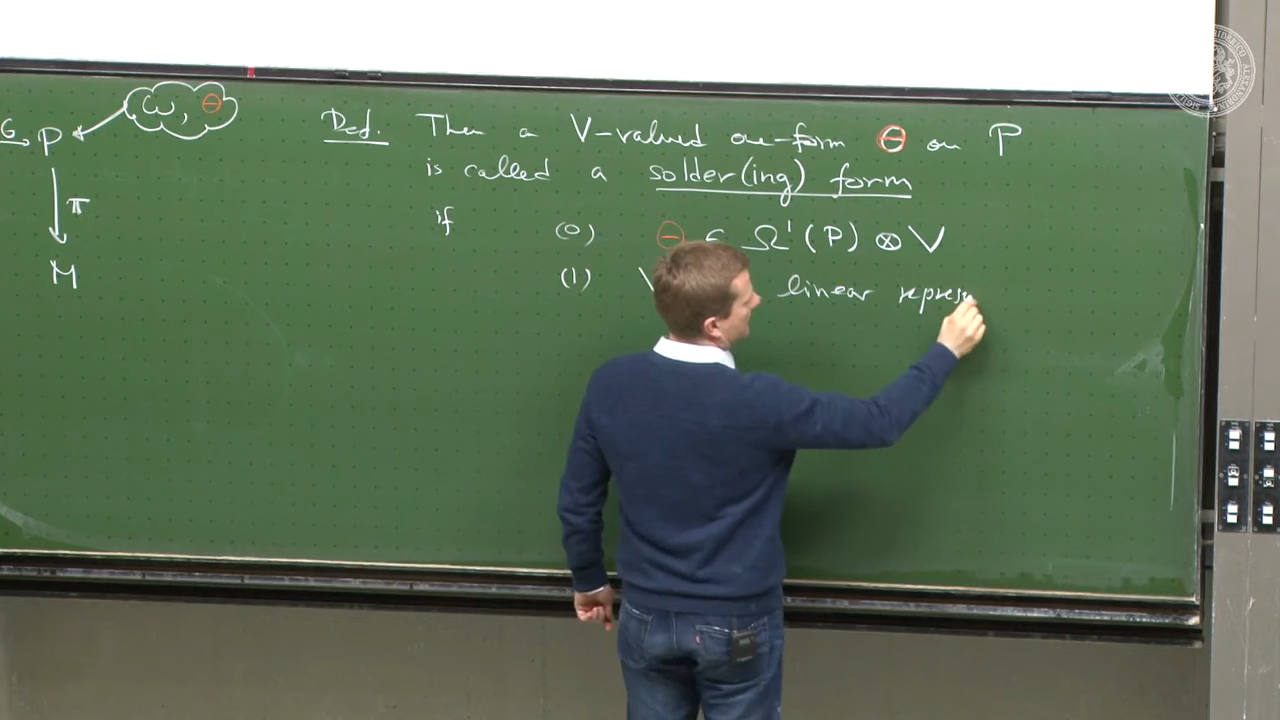 G P ω, Θ
π
M
Def. Then a V-valued one-form Θ on P
is called a solder(ing) form
if (0) Θ ∈ Ω¹(P) ⊗ V
(1) V linear repres